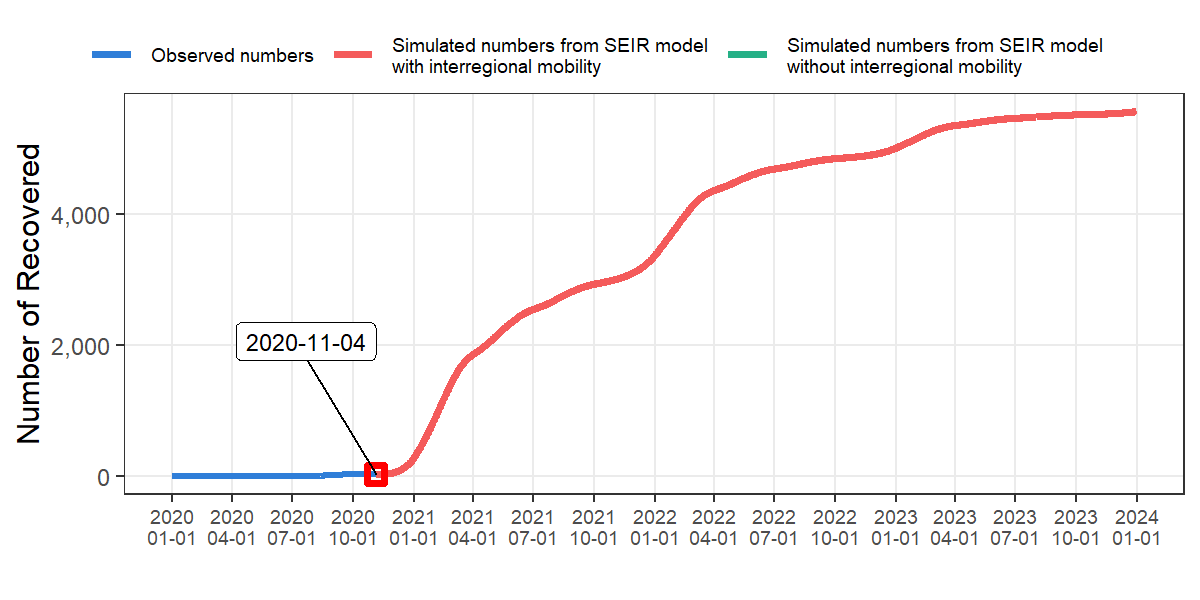 Observed numbers
Simulated numbers from SEIR model
with interregional mobility
Simulated numbers from SEIR model
without interregional mobility
Number of Recovered
4,000
2,000
0
2020-11-04
2020 2020 2020 2020 2021 2021 2021 2021 2022 2022 2022 2022 2023 2023 2023 2023 2024
01-01 04-01 07-01 10-01 01-01 04-01 07-01 10-01 01-01 04-01 07-01 10-01 01-01 04-01 07-01 10-01 01-01